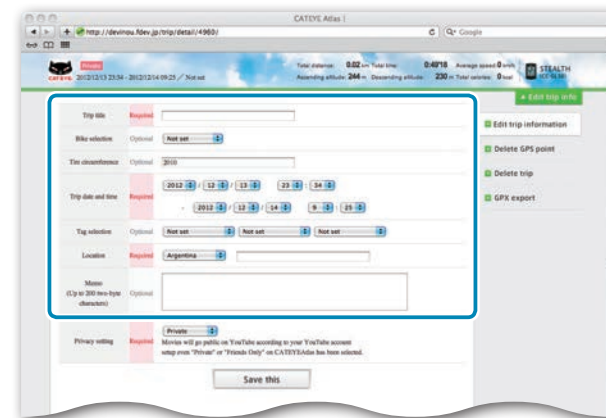 CATEYE Atlas |
http://devinou.fdev.jp/trip/detail/4960/
Google
Private
CATEYE 2012/12/13 23:34 - 2012/12/14 09:25 / Not set
Total distance: 0.02 km Total time: 0:49'18 Average speed 0 km/h
Ascending altitude: 244 m Descending altitude: 230 m Total calories: 0 kcal
STEALTH
Edit trip info
Trip title Required
Bike selection Optional Not set
Tire circumference Optional 2010
Trip date and time Required 2012 / 12 / 13 23 : 34
- 2012 / 12 / 14 9 : 25
Tag selection Optional Not set Not set Not set
Location Required Argentina
Memo
(Up to 200 two-byte
characters)
Optional
Privacy setting Required Private
Movies will go public on YouTube according to your YouTube account
setup even "Private" or "Friends Only" on CATEYEAtlas has been selected.
Save this
Edit trip information
Delete GPS point
Delete trip
GPX export